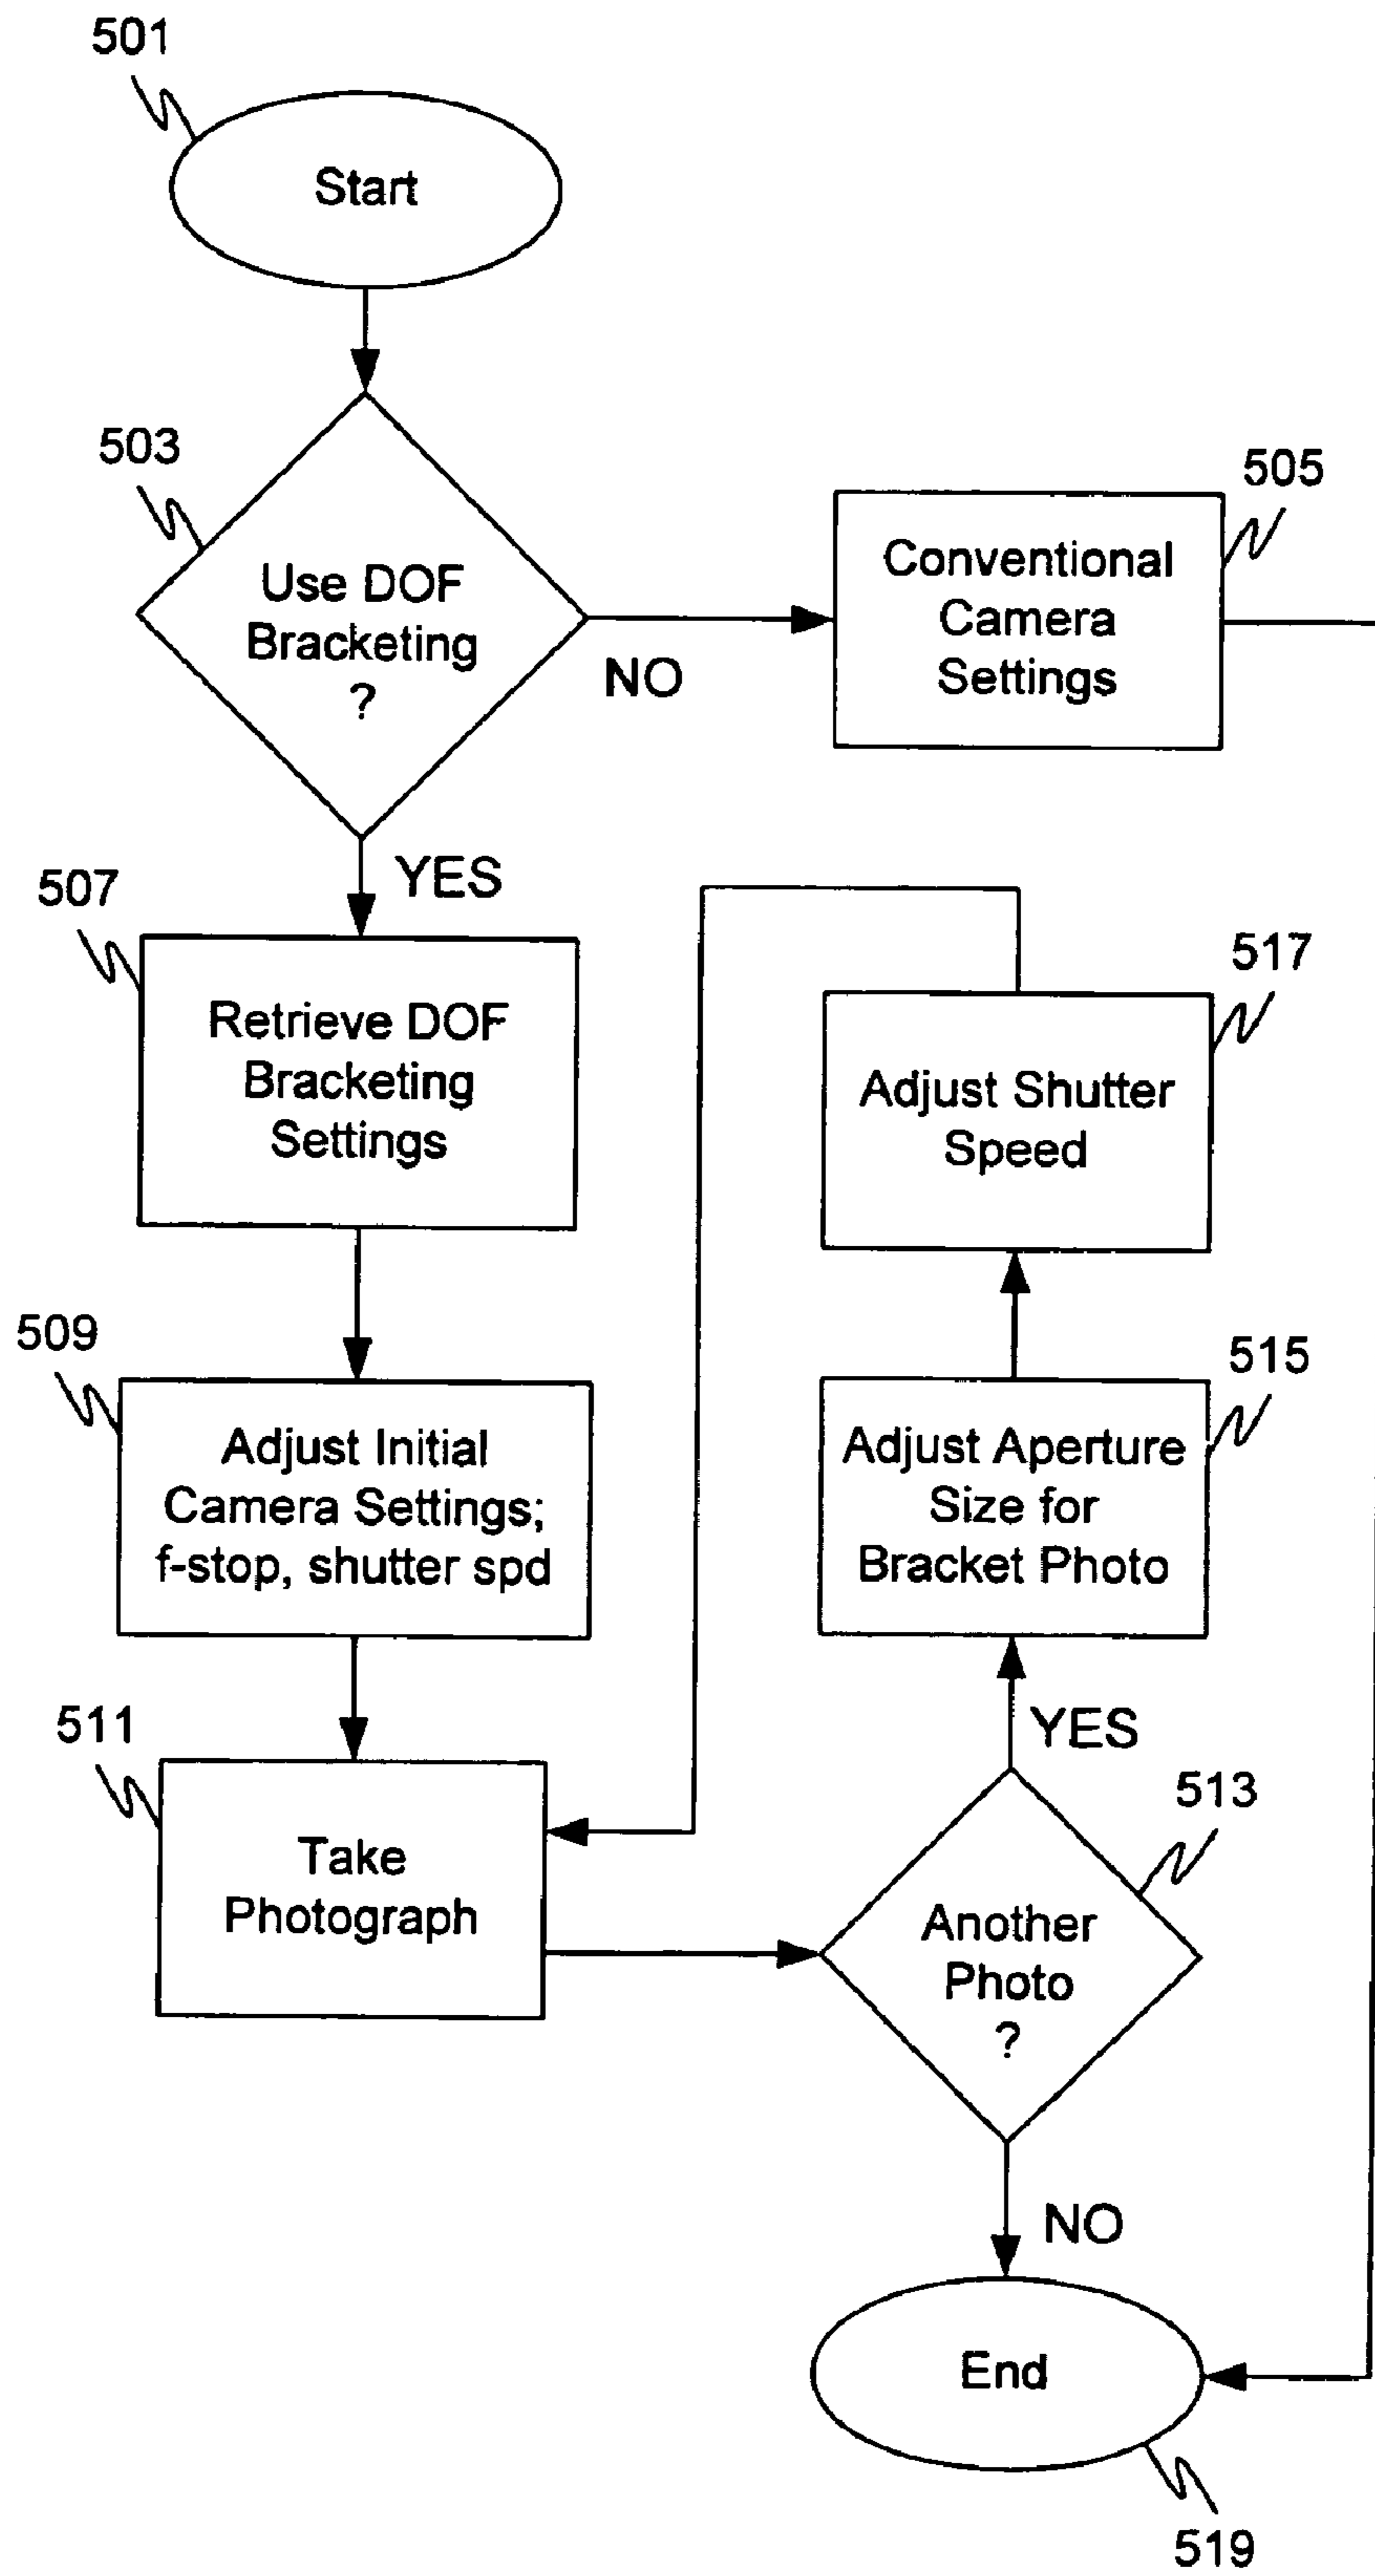 501
Start
503
Use DOF
Bracketing
?
NO
505
Conventional
Camera
Settings
YES
507
Retrieve DOF
Bracketing
Settings
509
Adjust Initial
Camera Settings;
f-stop, shutter spd
511
Take
Photograph
513
Another
Photo
?
YES
515
Adjust Aperture
Size for
Bracket Photo
517
Adjust Shutter
Speed
NO
End
519